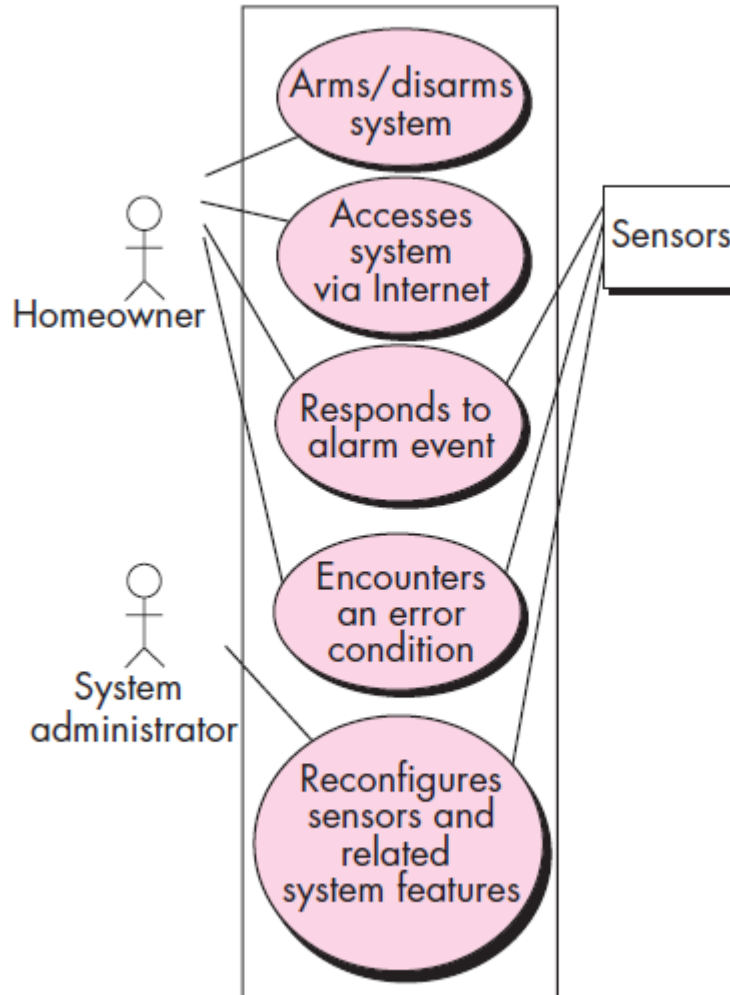 Arms/disarms
system
Accesses
system
via Internet
Sensors
Homeowner
Responds to
alarm event
Encounters
an error
condition
System
administrator
Reconfigures
sensors and
related
system features